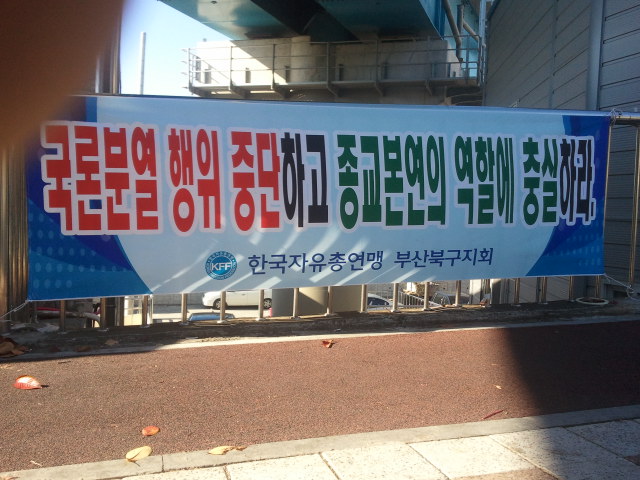 국론분열 행위 중단하고 종교본연의 역할에 충실하라.
KFF 한국자유총연맹 부산북구지회